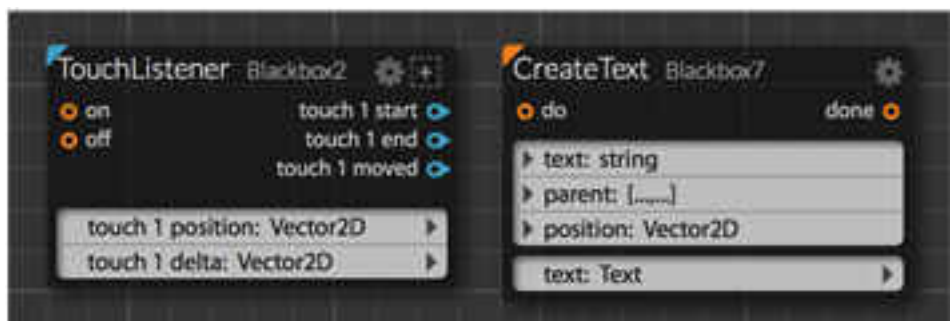 TouchListener Blackbox2
on
off
touch 1 start
touch 1 end
touch 1 moved
touch 1 position: Vector2D
touch 1 delta: Vector2D
CreateText Blackbox7
do
done
text: string
parent: [...,...]
position: Vector2D
text: Text